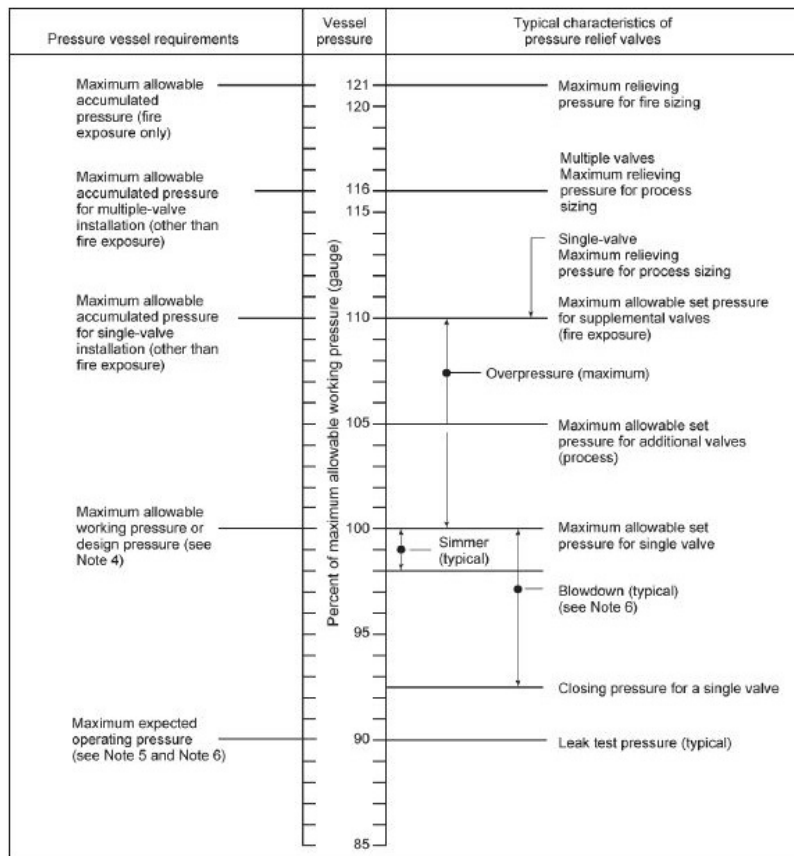 Pressure vessel requirements
Vessel
pressure
Typical characteristics of
pressure relief valves
Maximum allowable
accumulated
pressure (fire
exposure only)
Maximum allowable
accumulated pressure
for multiple-valve
installation (other than
fire exposure)
Maximum allowable
accumulated pressure
for single-valve
installation (other than
fire exposure)
Maximum allowable
working pressure or
design pressure (see
Note 4)
Maximum expected
operating pressure
(see Note 5 and Note 6)
Percent of maximum allowable working pressure (gauge)
121
120
116
115
110
105
100
95
90
85
Maximum relieving
pressure for fire sizing
Multiple valves
Maximum relieving
pressure for process
sizing
Single-valve
Maximum relieving
pressure for process sizing
Maximum allowable set pressure
for supplemental valves
(fire exposure)
Overpressure (maximum)
Maximum allowable set
pressure for additional valves
(process)
Maximum allowable set
pressure for single valve
Simmer
(typical)
Blowdown (typical)
(see Note 6)
Closing pressure for a single valve
Leak test pressure (typical)